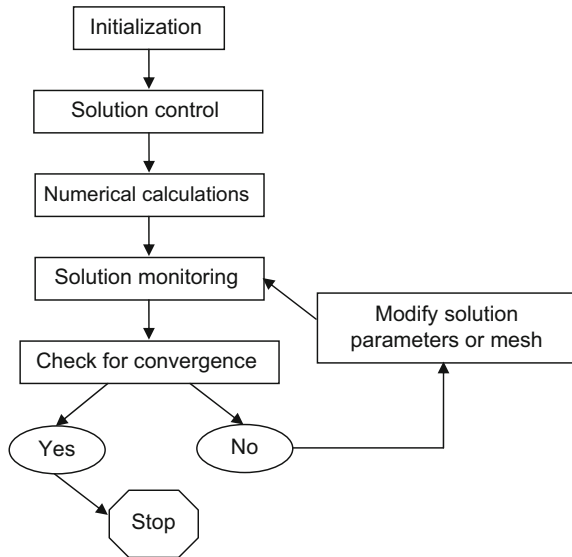 Initialization
Solution control
Numerical calculations
Solution monitoring
Modify solution
parameters or mesh
Check for convergence
Yes
No
Stop